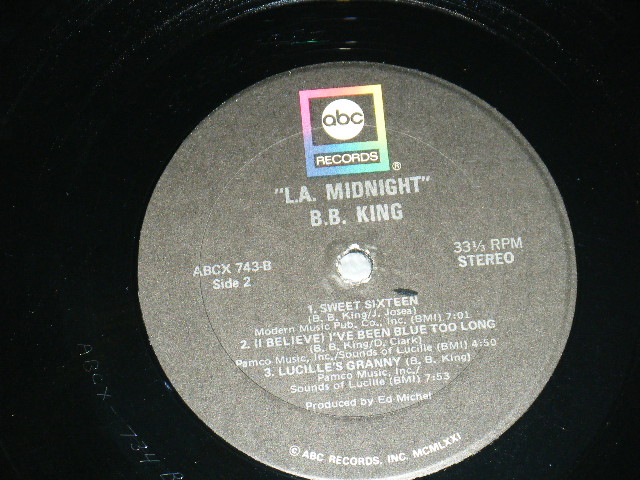 abc
RECORDS
®
"L.A. MIDNIGHT"
B.B. KING
ABCX 743-B
Side 2
33⅓ RPM
STEREO
1. SWEET SIXTEEN
(B. B. King/J. Josea)
Modern Music Pub. Co., Inc. (BMI) 7:01
2. (I BELIEVE) I'VE BEEN BLUE TOO LONG
(B. B. King/D. Clark)
Pamco Music, Inc./Sounds of Lucille (BMI) 4:50
3. LUCILLE'S GRANNY (B. B. King)
Pamco Music, Inc./
Sounds of Lucille (BMI) 7:53
Produced by Ed Michel
© ABC RECORDS, INC. MCMLXXI
ABCX-734